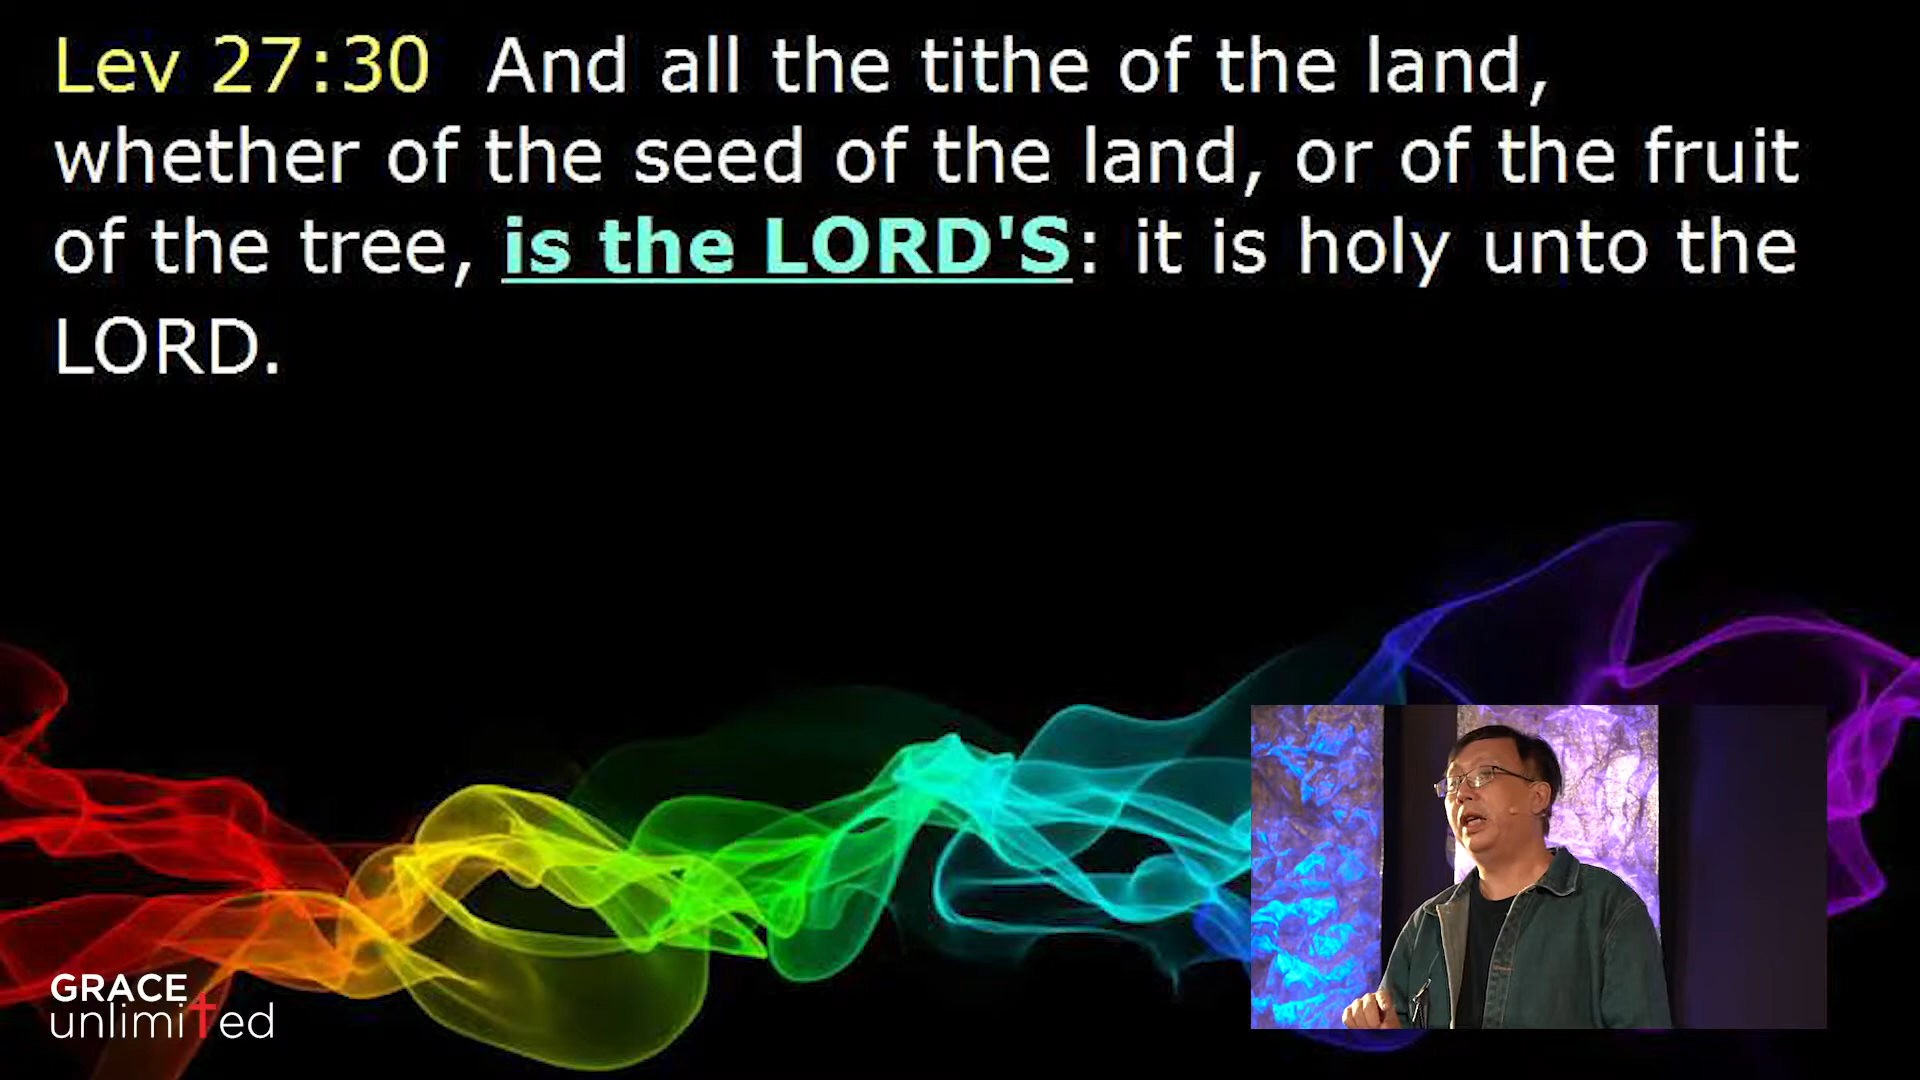 Lev 27:30 And all the tithe of the land,
whether of the seed of the land, or of the fruit
of the tree, is the LORD'S: it is holy unto the
LORD.
GRACE
unlimited